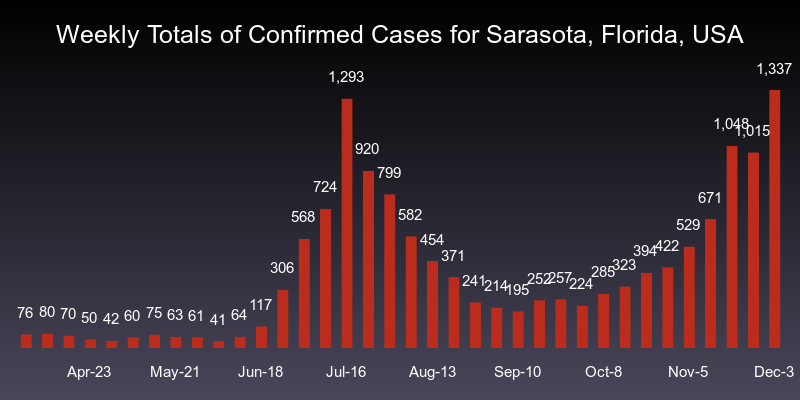 Weekly Totals of Confirmed Cases for Sarasota, Florida, USA
76 80 70 50 42 60 75 63 61 41 64 117 306 568 724 1,293 920 799 582 454 371 241 214 195 252 257 224 285 323 394 422 529 671 1,048 1,015 1,337
Apr-23 May-21 Jun-18 Jul-16 Aug-13 Sep-10 Oct-8 Nov-5 Dec-3